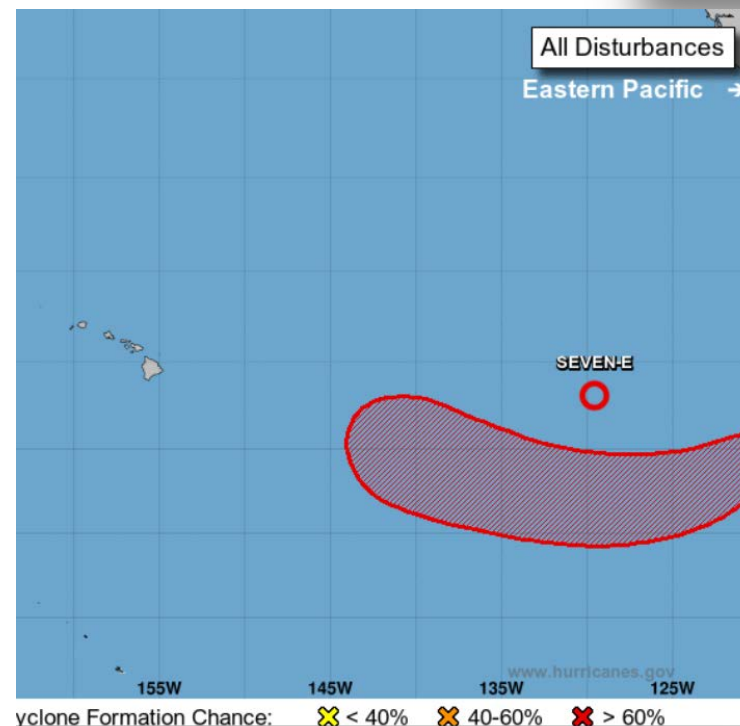 All Disturbances
Eastern Pacific →
SEVEN-E
www.hurricanes.gov
155W 145W 135W 125W
yclone Formation Chance: < 40% 40-60% > 60%